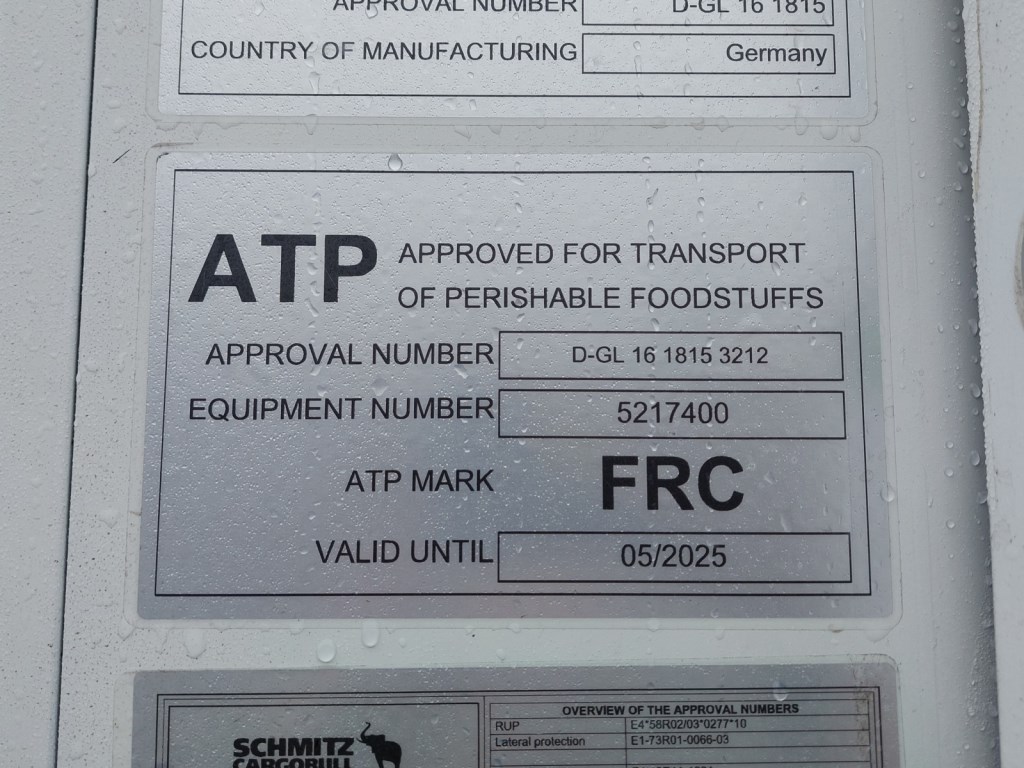 APPROVAL NUMBER D-GL 16 1815
COUNTRY OF MANUFACTURING Germany
ATP APPROVED FOR TRANSPORT
OF PERISHABLE FOODSTUFFS
APPROVAL NUMBER D-GL 16 1815 3212
EQUIPMENT NUMBER 5217400
ATP MARK FRC
VALID UNTIL 05/2025
OVERVIEW OF THE APPROVAL NUMBERS
RUP E4*58R02/03*0277*10
Lateral protection E1-73R01-0066-03
SCHMITZ
CARGOBULL